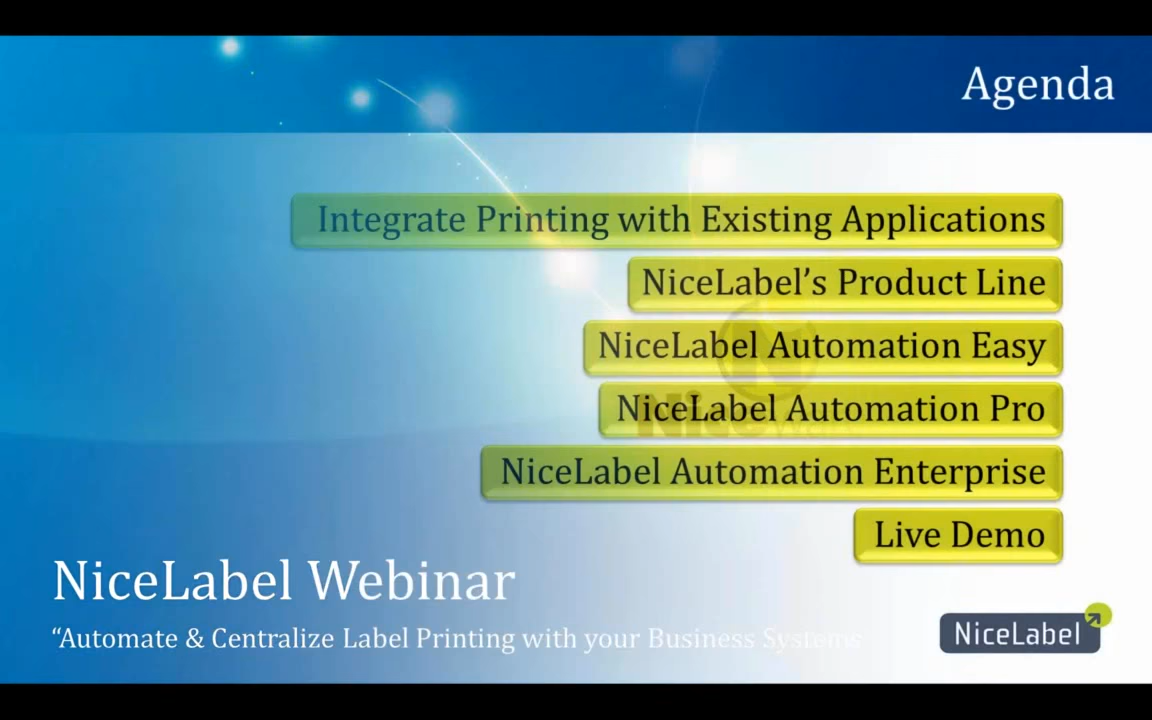 Agenda
Integrate Printing with Existing Applications
NiceLabel’s Product Line
NiceLabel Automation Easy
NiceLabel Automation Pro
NiceLabel Automation Enterprise
Live Demo
NiceLabel Webinar
“Automate & Centralize Label Printing with your Business Systems
NiceLabel